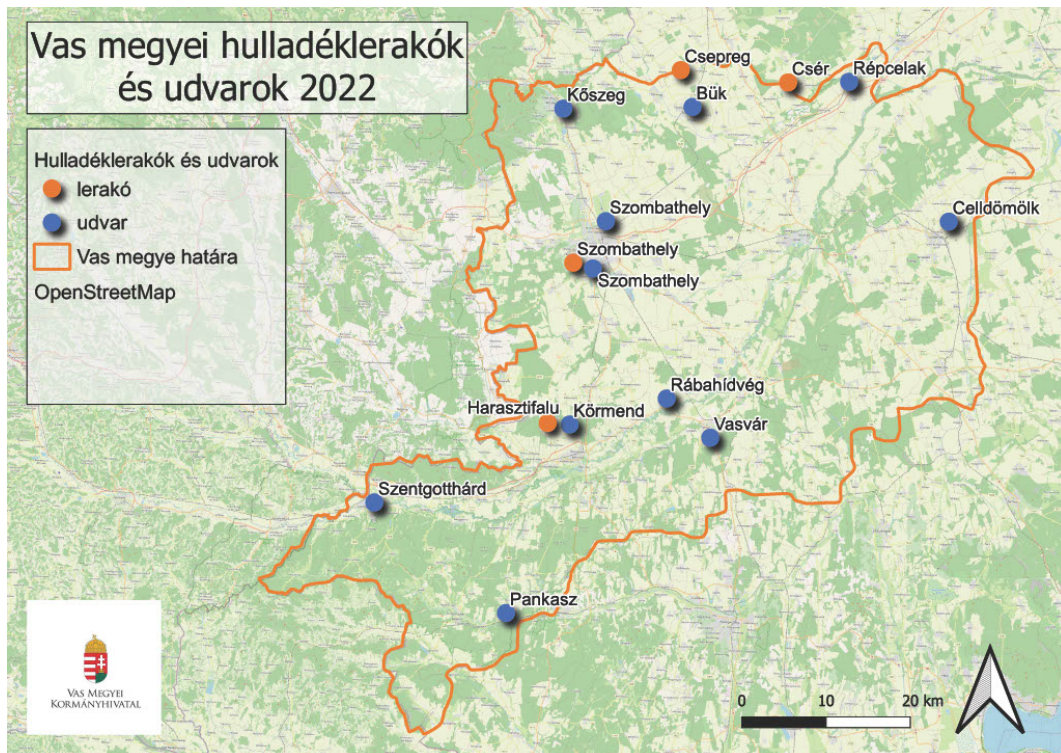 Vas megyei hulladéklerakók
és udvarok 2022
Hulladéklerakók és udvarok
lerakó
udvar
Vas megye határa
OpenStreetMap
Csepreg
Csér
Répcelak
Kőszeg
Bük
Szombathely
Celldömölk
Szombathely
Szombathely
Rábahídvég
Harasztifalu
Körmend
Vasvár
Szentgotthárd
Pankasz
VAS MEGYEI
KORMÁNYHIVATAL
0 10 20 km